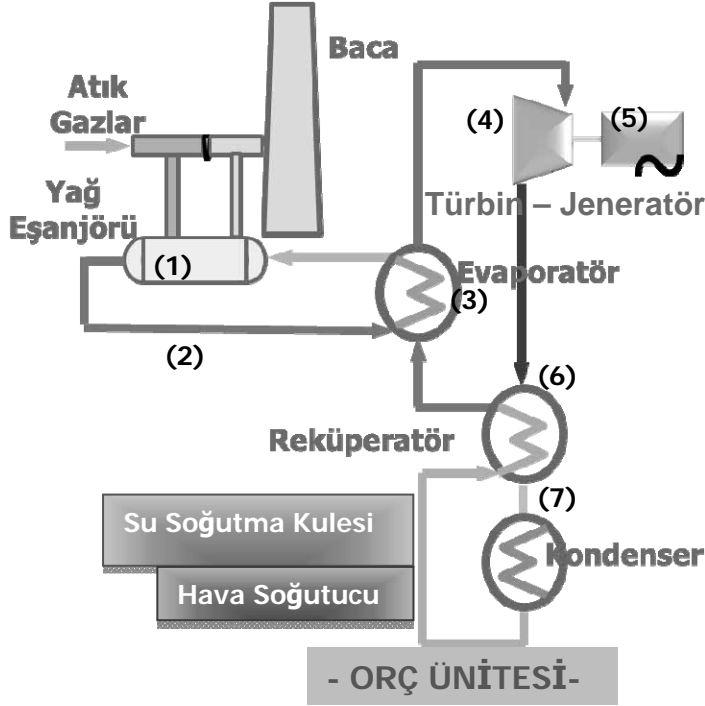 Baca
Atık
Gazlar
(4)
(5)
Yağ
Eşanjörü
Türbin – Jeneratör
(1)
Evaporatör
(3)
(2)
(6)
Reküperatör
(7)
Su Soğutma Kulesi
Kondenser
Hava Soğutucu
- ORÇ ÜNİTESİ-